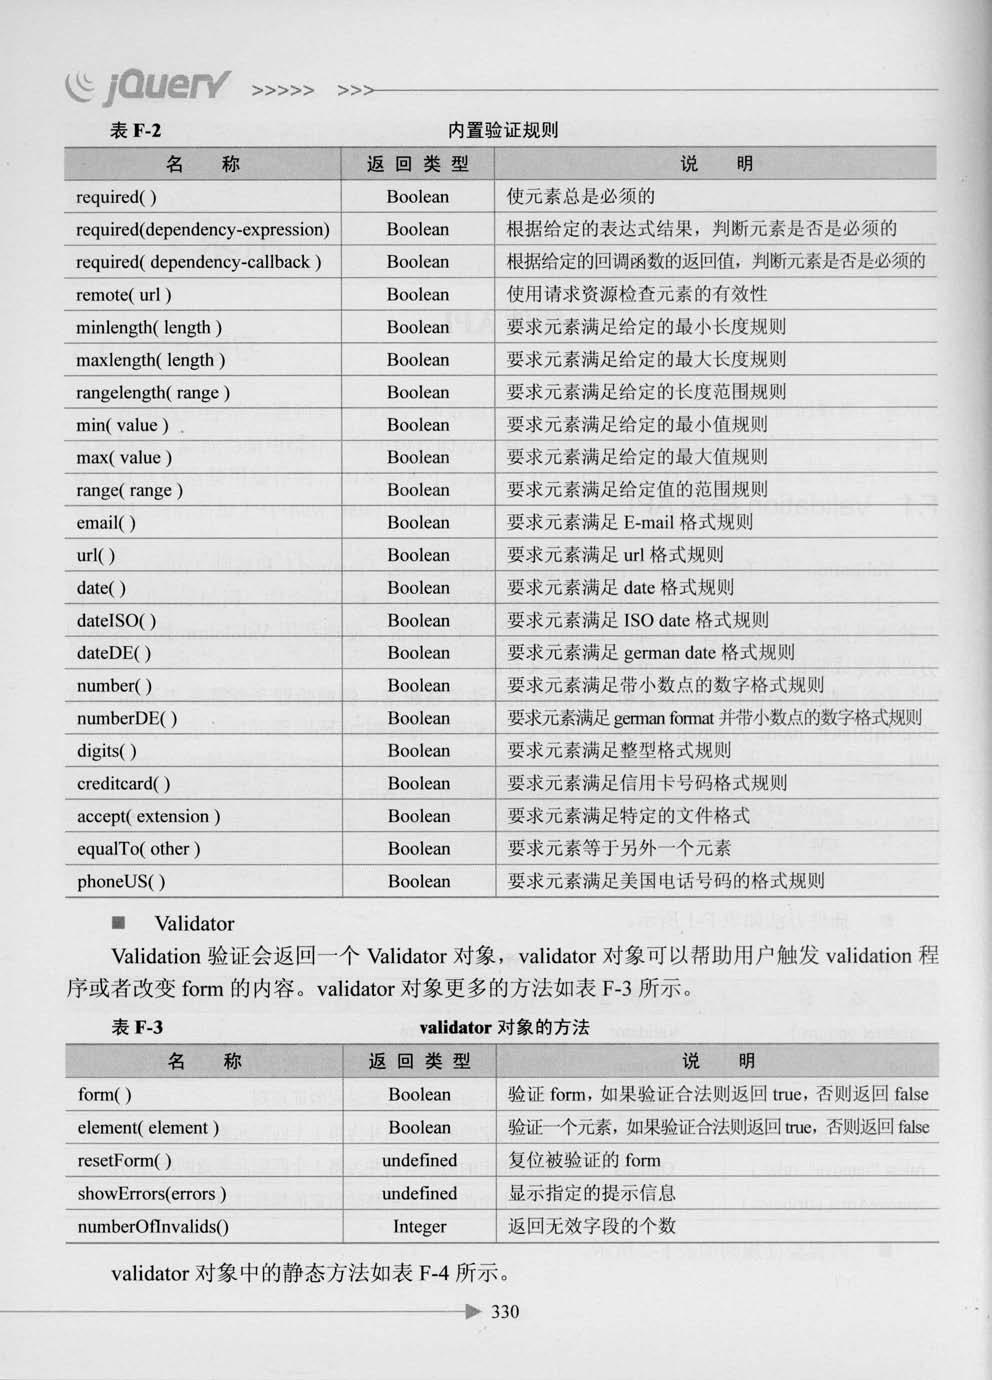 jQuery >>>>> >>>
表 F-2 内置验证规则
名 称 返 回 类 型 说 明
required( ) Boolean 使元素总是必须的
required(dependency-expression) Boolean 根据给定的表达式结果，判断元素是否是必须的
required( dependency-callback ) Boolean 根据给定的回调函数的返回值，判断元素是否是必须的
remote( url ) Boolean 使用请求资源检查元素的有效性
minlength( length ) Boolean 要求元素满足给定的最小长度规则
maxlength( length ) Boolean 要求元素满足给定的最大长度规则
rangelength( range ) Boolean 要求元素满足给定的长度范围规则
min( value ) Boolean 要求元素满足给定的最小值规则
max( value ) Boolean 要求元素满足给定的最大值规则
range( range ) Boolean 要求元素满足给定值的范围规则
email( ) Boolean 要求元素满足 E-mail 格式规则
url( ) Boolean 要求元素满足 url 格式规则
date( ) Boolean 要求元素满足 date 格式规则
dateISO( ) Boolean 要求元素满足 ISO date 格式规则
dateDE( ) Boolean 要求元素满足 german date 格式规则
number( ) Boolean 要求元素满足带小数点的数字格式规则
numberDE( ) Boolean 要求元素满足 german format 并带小数点的数字格式规则
digits( ) Boolean 要求元素满足整型格式规则
creditcard( ) Boolean 要求元素满足信用卡号码格式规则
accept( extension ) Boolean 要求元素满足特定的文件格式
equalTo( other ) Boolean 要求元素等于另外一个元素
phoneUS( ) Boolean 要求元素满足美国电话号码的格式规则
■ Validator
Validation 验证会返回一个 Validator 对象，validator 对象可以帮助用户触发 validation 程
序或者改变 form 的内容。validator 对象更多的方法如表 F-3 所示。
表 F-3 validator 对象的方法
名 称 返 回 类 型 说 明
form( ) Boolean 验证 form，如果验证合法则返回 true，否则返回 false
element( element ) Boolean 验证一个元素，如果验证合法则返回 true，否则返回 false
resetForm( ) undefined 复位被验证的 form
showErrors(errors ) undefined 显示指定的提示信息
numberOfInvalids() Integer 返回无效字段的个数
validator 对象中的静态方法如表 F-4 所示。
330